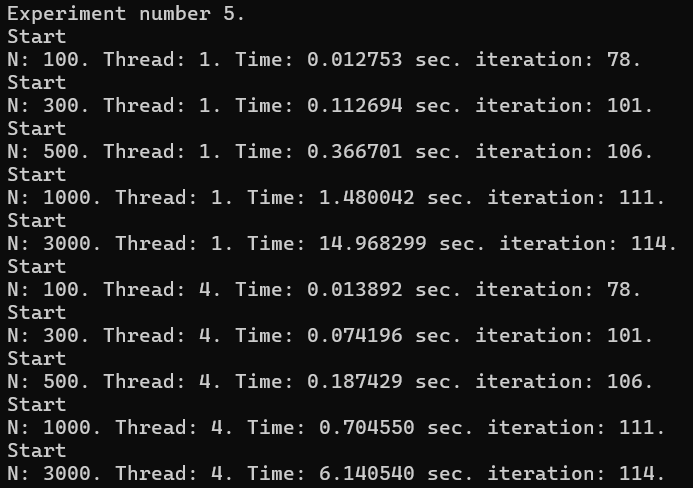 Experiment number 5.
Start
N: 100. Thread: 1. Time: 0.012753 sec. iteration: 78.
Start
N: 300. Thread: 1. Time: 0.112694 sec. iteration: 101.
Start
N: 500. Thread: 1. Time: 0.366701 sec. iteration: 106.
Start
N: 1000. Thread: 1. Time: 1.480042 sec. iteration: 111.
Start
N: 3000. Thread: 1. Time: 14.968299 sec. iteration: 114.
Start
N: 100. Thread: 4. Time: 0.013892 sec. iteration: 78.
Start
N: 300. Thread: 4. Time: 0.074196 sec. iteration: 101.
Start
N: 500. Thread: 4. Time: 0.187429 sec. iteration: 106.
Start
N: 1000. Thread: 4. Time: 0.704550 sec. iteration: 111.
Start
N: 3000. Thread: 4. Time: 6.140540 sec. iteration: 114.